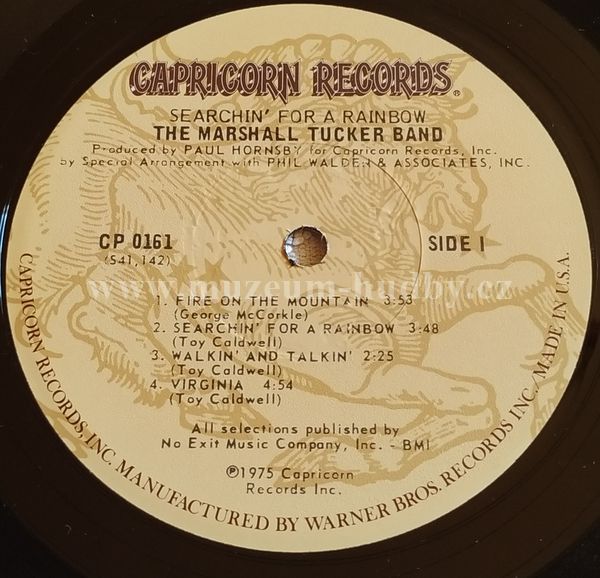 CAPRICORN RECORDS®
SEARCHIN' FOR A RAINBOW
THE MARSHALL TUCKER BAND
Produced by PAUL HORNSBY for Capricorn Records, Inc.
by Special Arrangement with PHIL WALDEN & ASSOCIATES, INC.
CP 0161
(S41,142)
SIDE I
www.muzeum-hudby.cz
1. FIRE ON THE MOUNTAIN 3:53
(George McCorkle)
2. SEARCHIN' FOR A RAINBOW 3:48
(Toy Caldwell)
3. WALKIN' AND TALKIN' 2:25
(Toy Caldwell)
4. VIRGINIA 4:54
(Toy Caldwell)
All selections published by
No Exit Music Company, Inc. - BMI
℗1975 Capricorn
Records Inc.
CAPRICORN RECORDS, INC. MANUFACTURED BY WARNER BROS. RECORDS INC./MADE IN U.S.A.